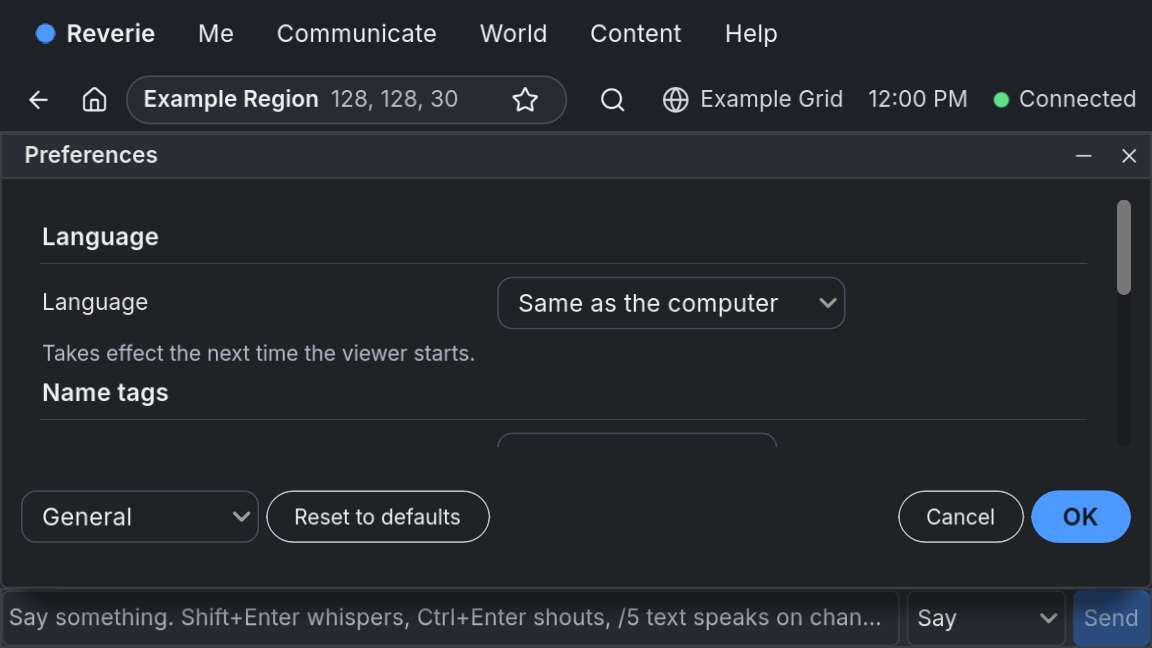 Reverie Me Communicate World Content Help
Example Region 128, 128, 30 Example Grid 12:00 PM Connected
Preferences
Language
Language Same as the computer
Takes effect the next time the viewer starts.
Name tags
General Reset to defaults Cancel OK
Say something. Shift+Enter whispers, Ctrl+Enter shouts, /5 text speaks on chan... Say Send